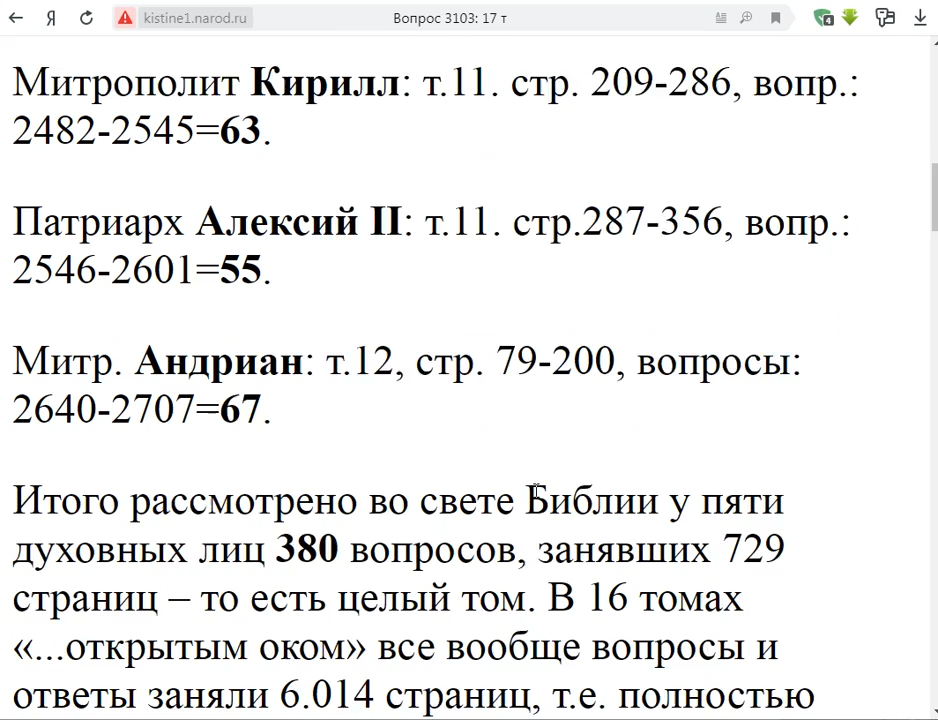 kistine1.narod.ru
Вопрос 3103: 17 т
4
Митрополит Кирилл: т.11. стр. 209-286, вопр.:
2482-2545=63.
Патриарх Алексий II: т.11. стр.287-356, вопр.:
2546-2601=55.
Митр. Андриан: т.12, стр. 79-200, вопросы:
2640-2707=67.
Итого рассмотрено во свете Библии у пяти
духовных лиц 380 вопросов, занявших 729
страниц – то есть целый том. В 16 томах
«...открытым оком» все вообще вопросы и
ответы заняли 6.014 страниц, т.е. полностью